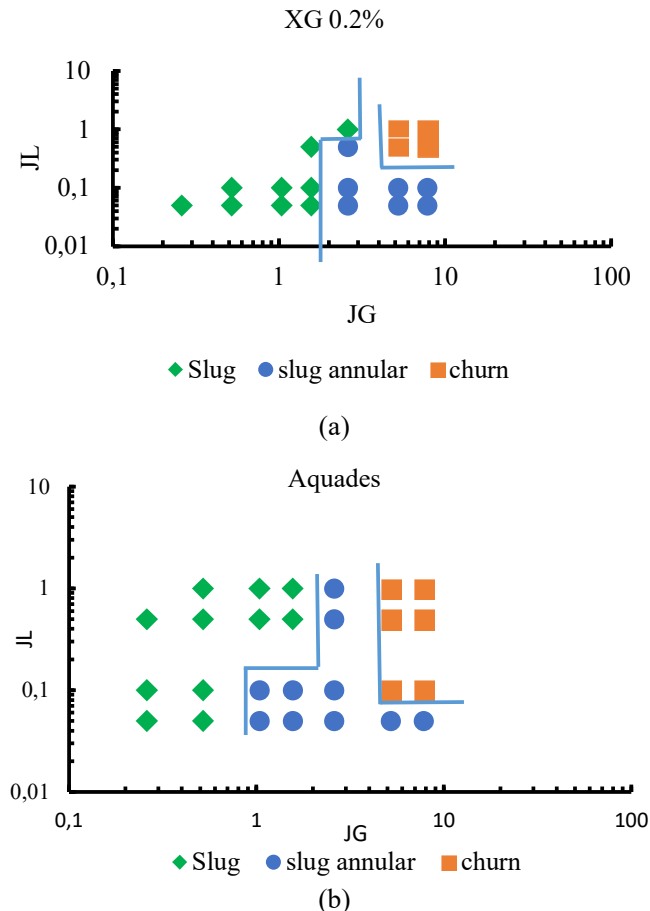 XG 0.2%
10
1
0,1
0,01
JL
0,1 1 10 100
JG
Slug slug annular churn
(a)
Aquades
10
1
0,1
0,01
JL
0,1 1 10 100
JG
Slug slug annular churn
(b)